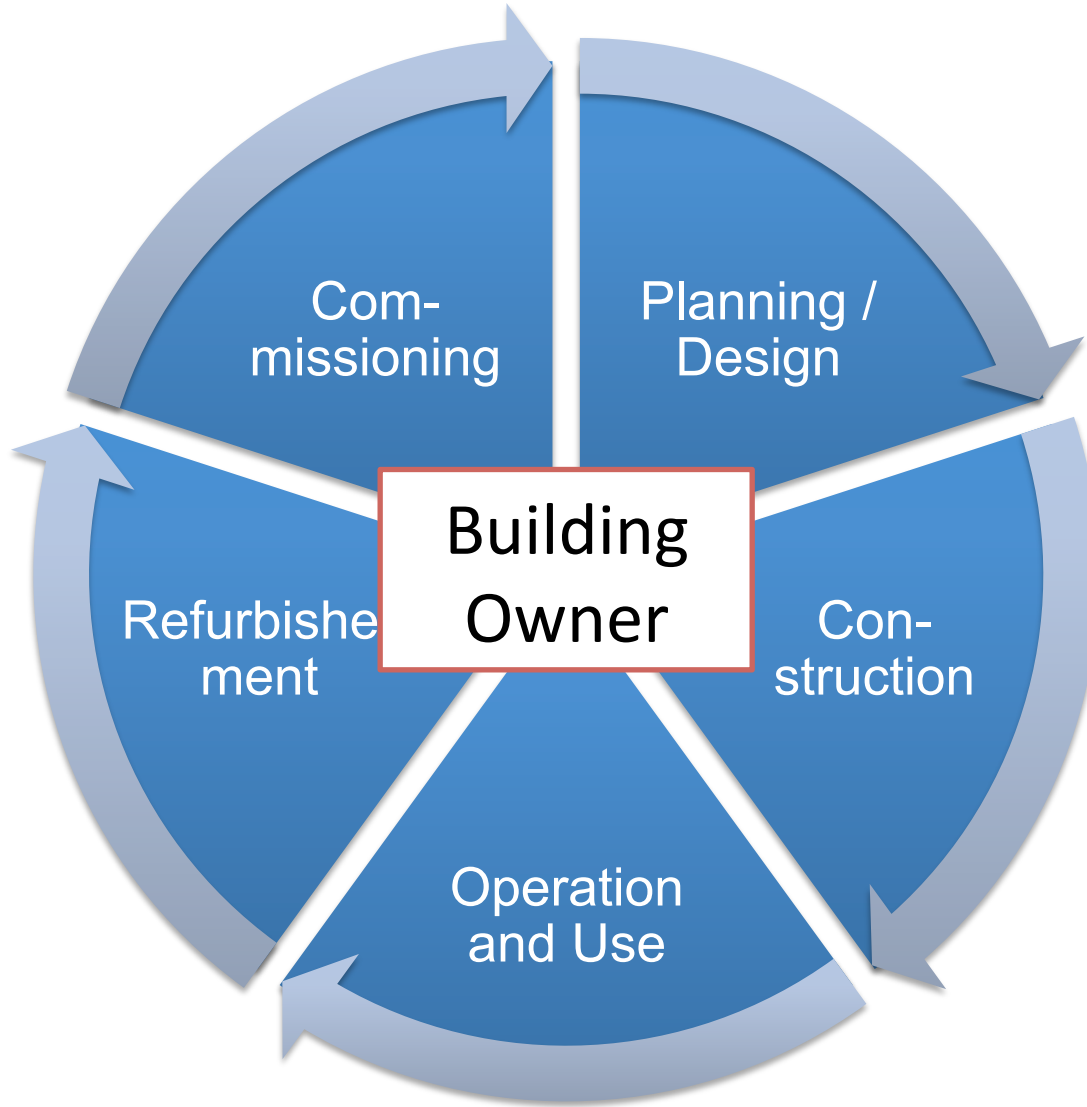 Com-
missioning
Planning /
Design
Building
Owner
Refurbishe
ment
Con-
struction
Operation
and Use